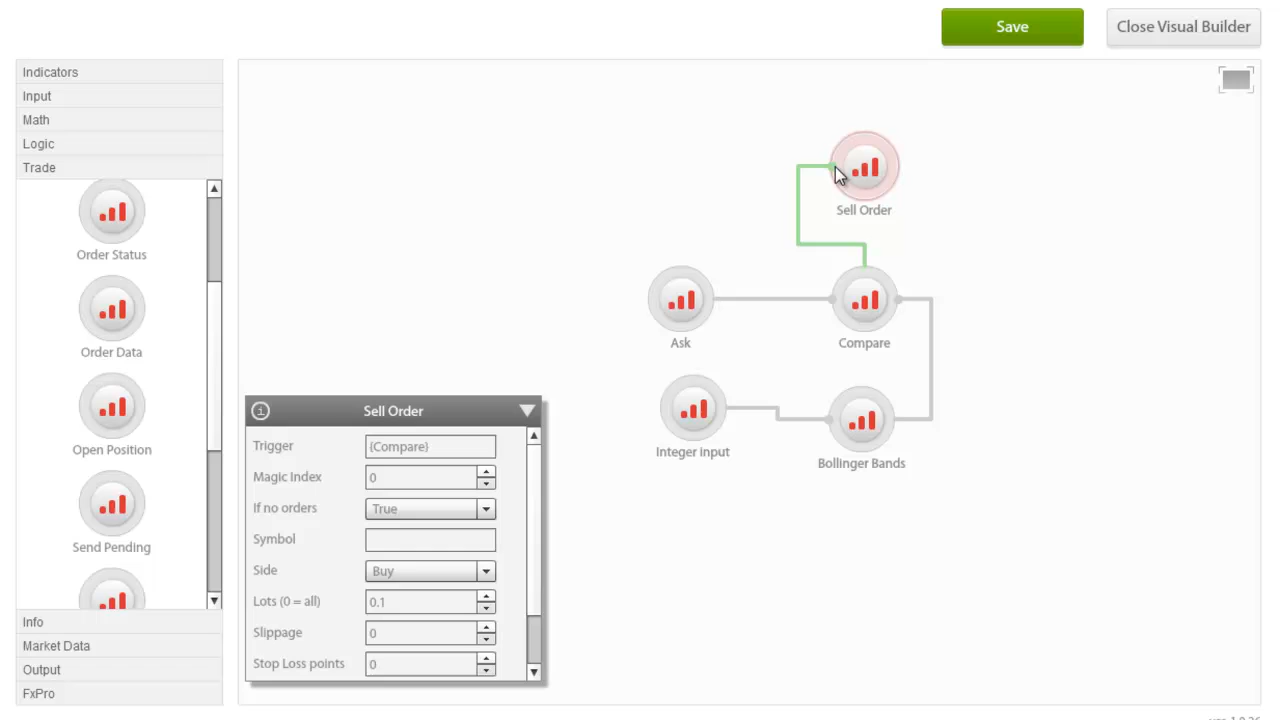 Save
Close Visual Builder
Indicators
Input
Math
Logic
Trade
Order Status
Order Data
Open Position
Send Pending
Info
Market Data
Output
FxPro
Sell Order
Ask
Compare
Integer Input
Bollinger Bands
Sell Order
Trigger {Compare}
Magic Index 0
If no orders True
Symbol
Side Buy
Lots (0 = all) 0.1
Slippage 0
Stop Loss points 0